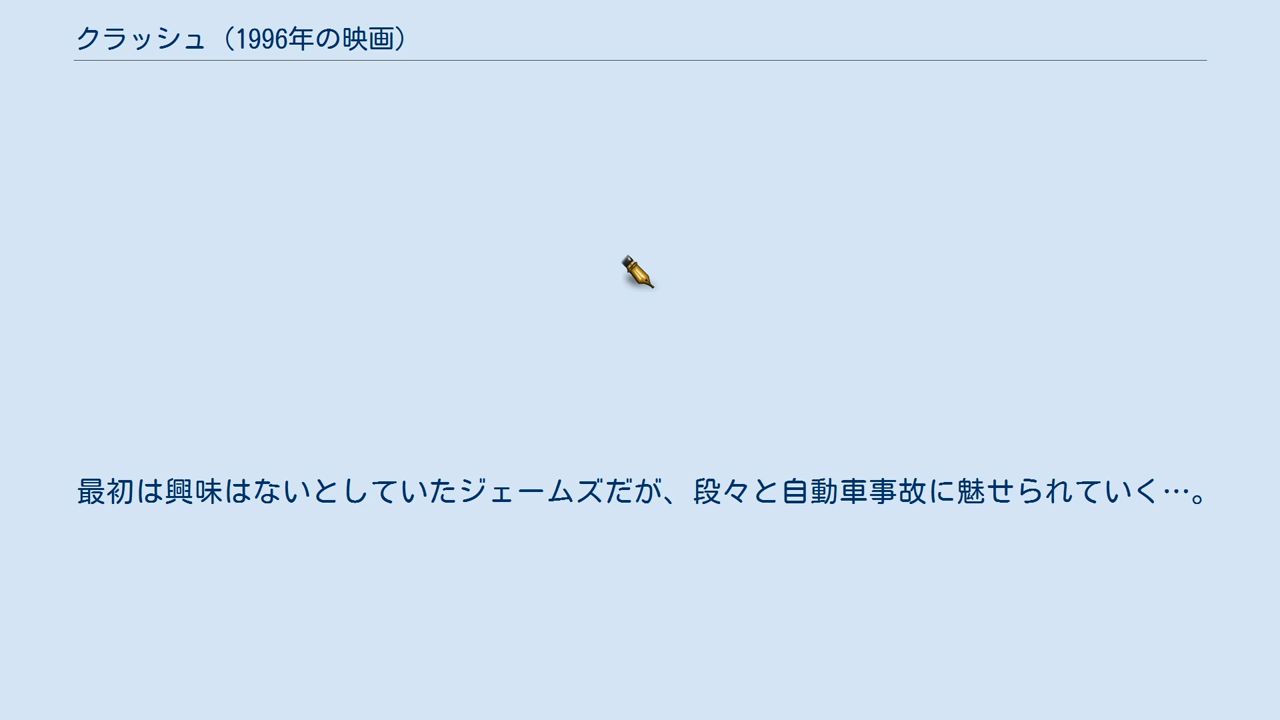 クラッシュ（1996年の映画）
最初は興味はないとしていたジェームズだが、段々と自動車事故に魅せられていく…。